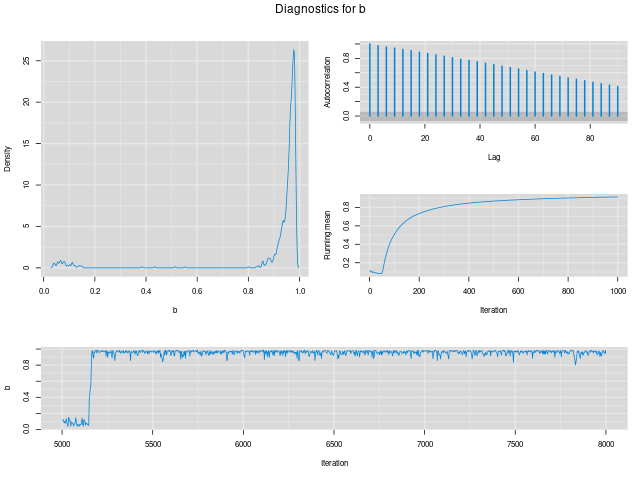 Diagnostics for b
Density
25
20
15
10
5
0
0.0 0.2 0.4 0.6 0.8 1.0
b
Autocorrelation
0.8
0.4
0.0
0 20 40 60 80
Lag
Running mean
0.8
0.6
0.4
0.2
0 200 400 600 800 1000
Iteration
b
0.8
0.4
0.0
5000 5500 6000 6500 7000 7500 8000
Iteration